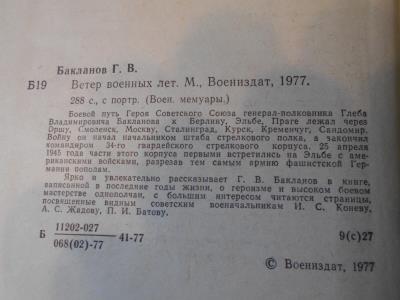 Бакланов Г. В.
Б19 Ветер военных лет. М., Воениздат, 1977.
288 с., с портр. (Воен. мемуары.)
Боевой путь Героя Советского Союза генерал-полковника Глеба
Владимировича Бакланова к Берлину, Эльбе, Праге лежал через
Оршу, Смоленск, Москву, Сталинград, Курск, Кременчуг, Сандомир.
Войну он начал начальником штаба стрелкового полка, а закончил
командиром 34-го гвардейского стрелкового корпуса. 25 апреля
1945 года части этого корпуса первыми встретились на Эльбе с аме-
риканскими войсками, разрезав тем самым армию фашистской Гер-
мании пополам.
Ярко и увлекательно рассказывает Г. В. Бакланов в книге,
записанной в последние годы жизни, о героизме и высоком боевом
мастерстве однополчан, с большим интересом читаются страницы,
посвященные видным советским военачальникам И. С. Коневу,
А. С. Жадову, П. И. Батову.
Б 11202-027 41-77 9(с)27
068(02)-77
© Воениздат, 1977